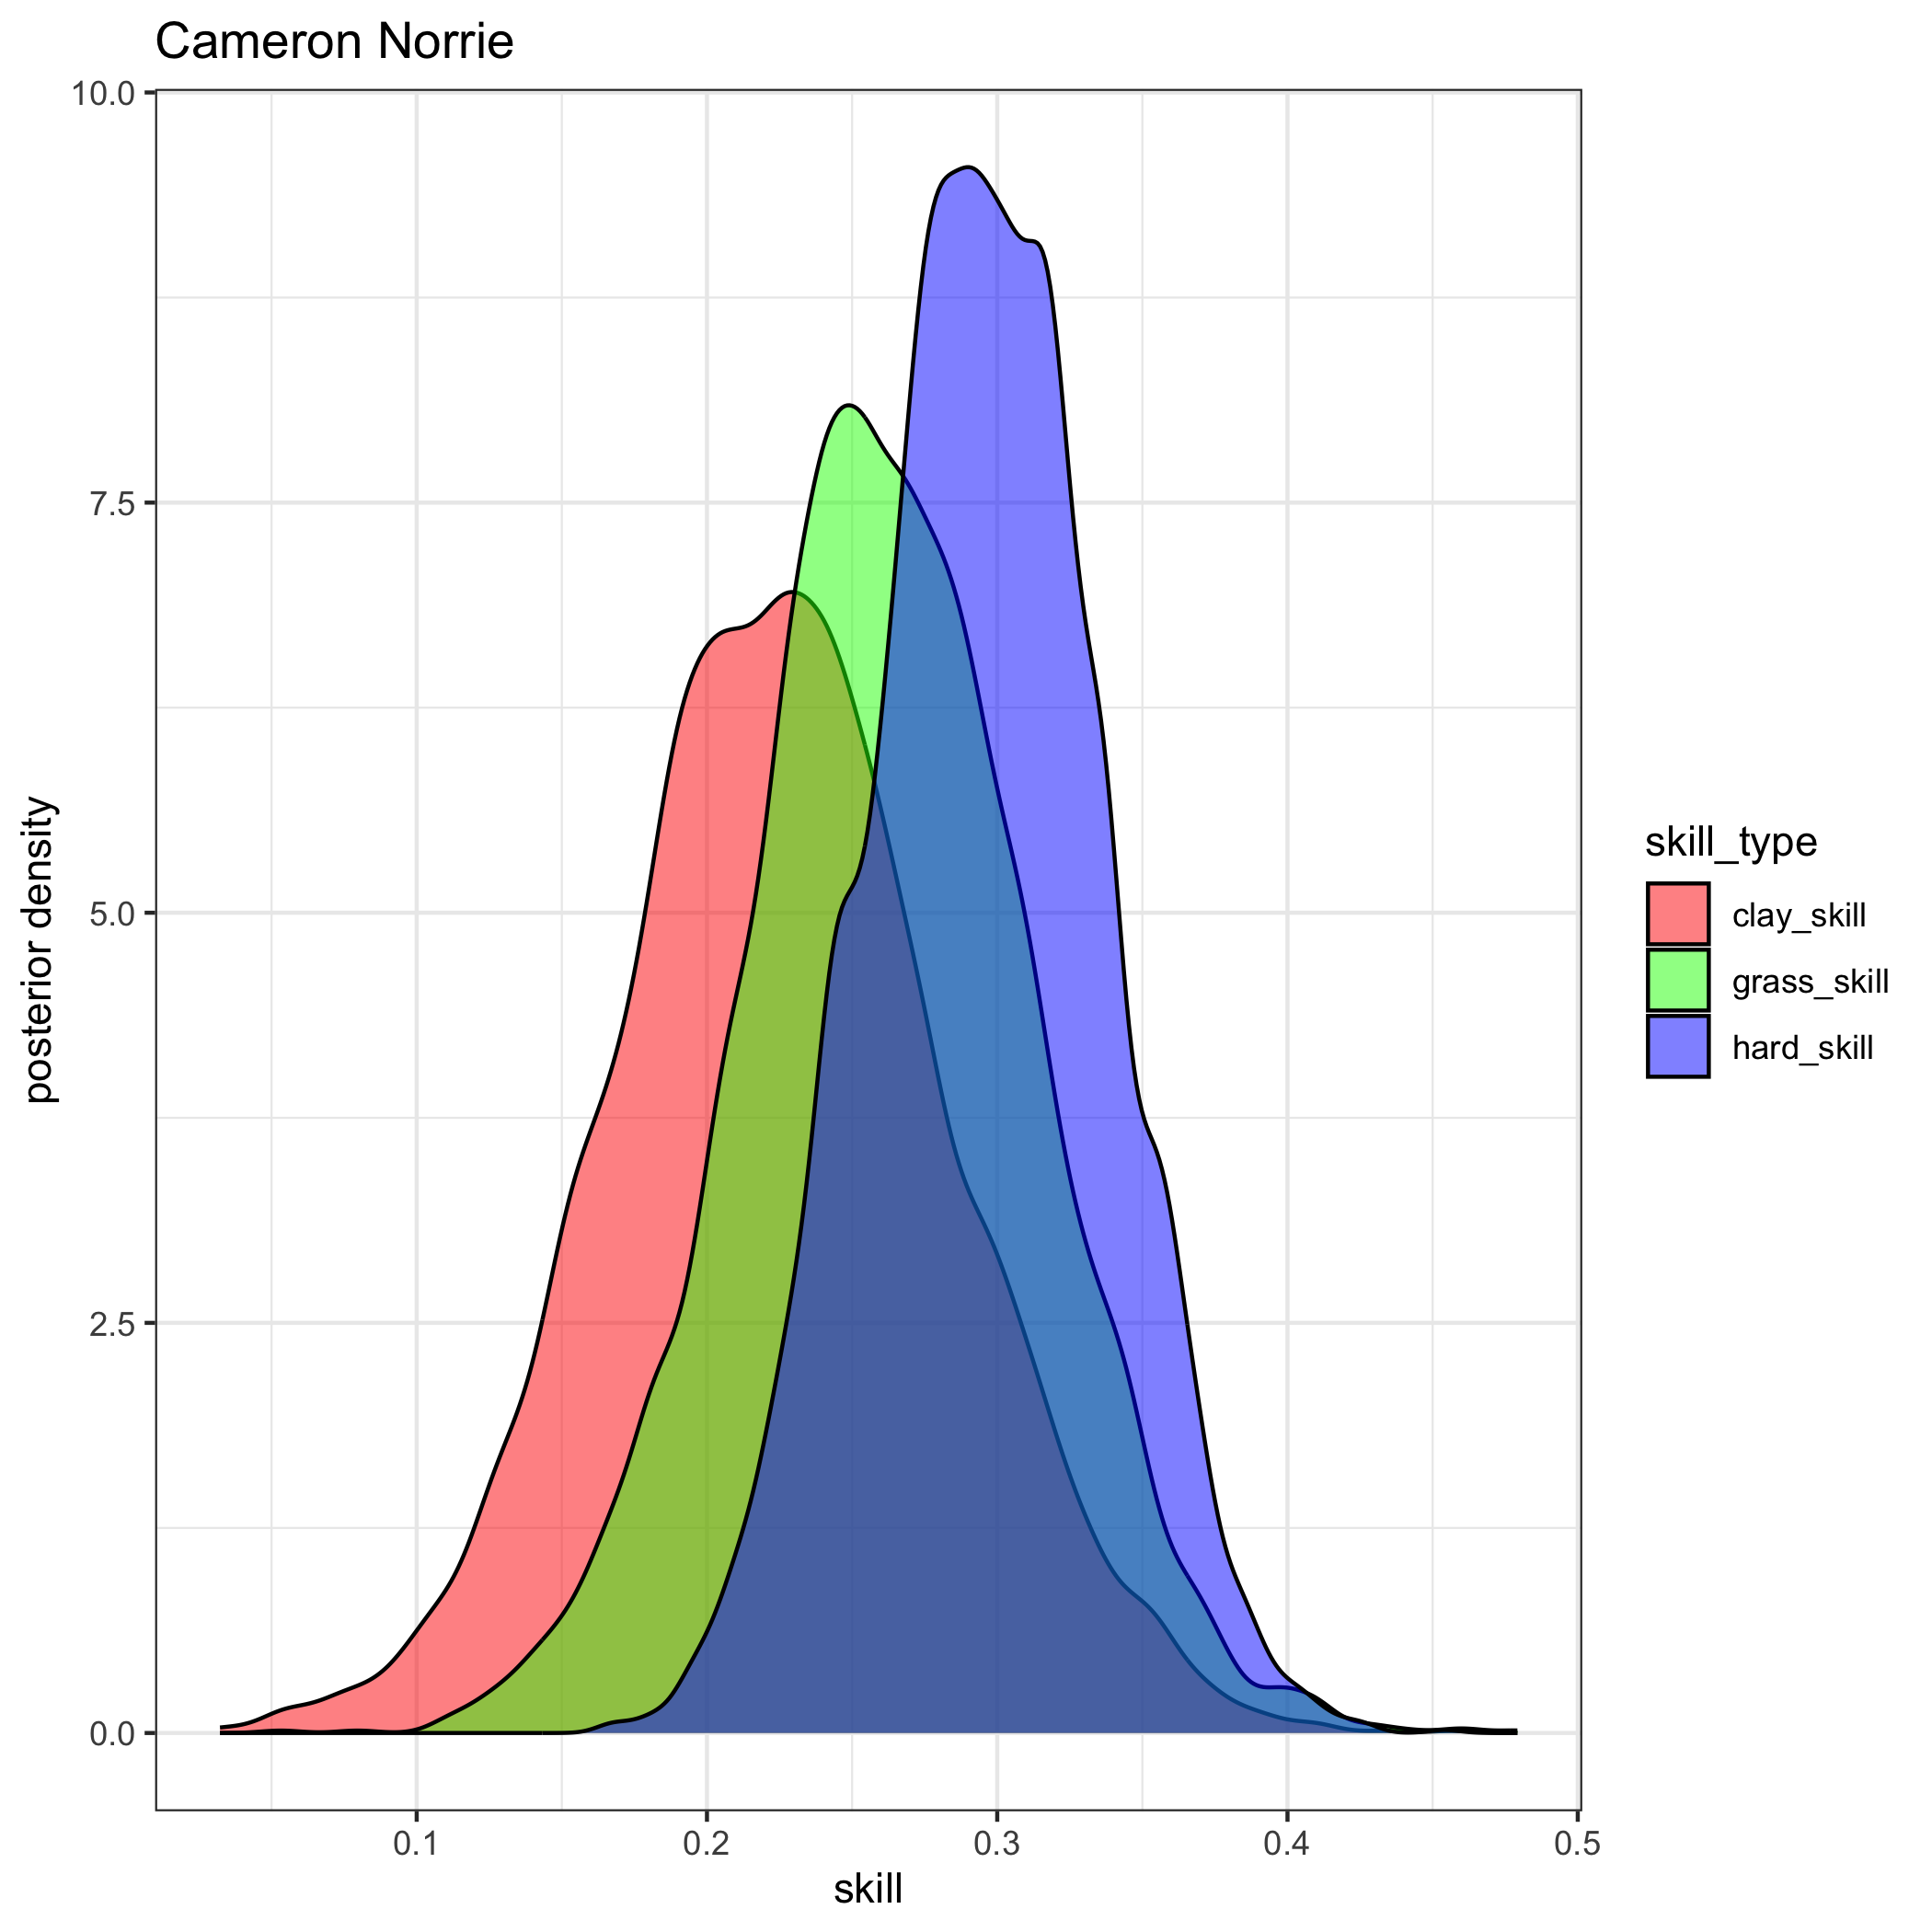 Cameron Norrie
10.0
7.5
5.0
2.5
0.0
posterior density
0.1 0.2 0.3 0.4 0.5
skill
skill_type
clay_skill
grass_skill
hard_skill